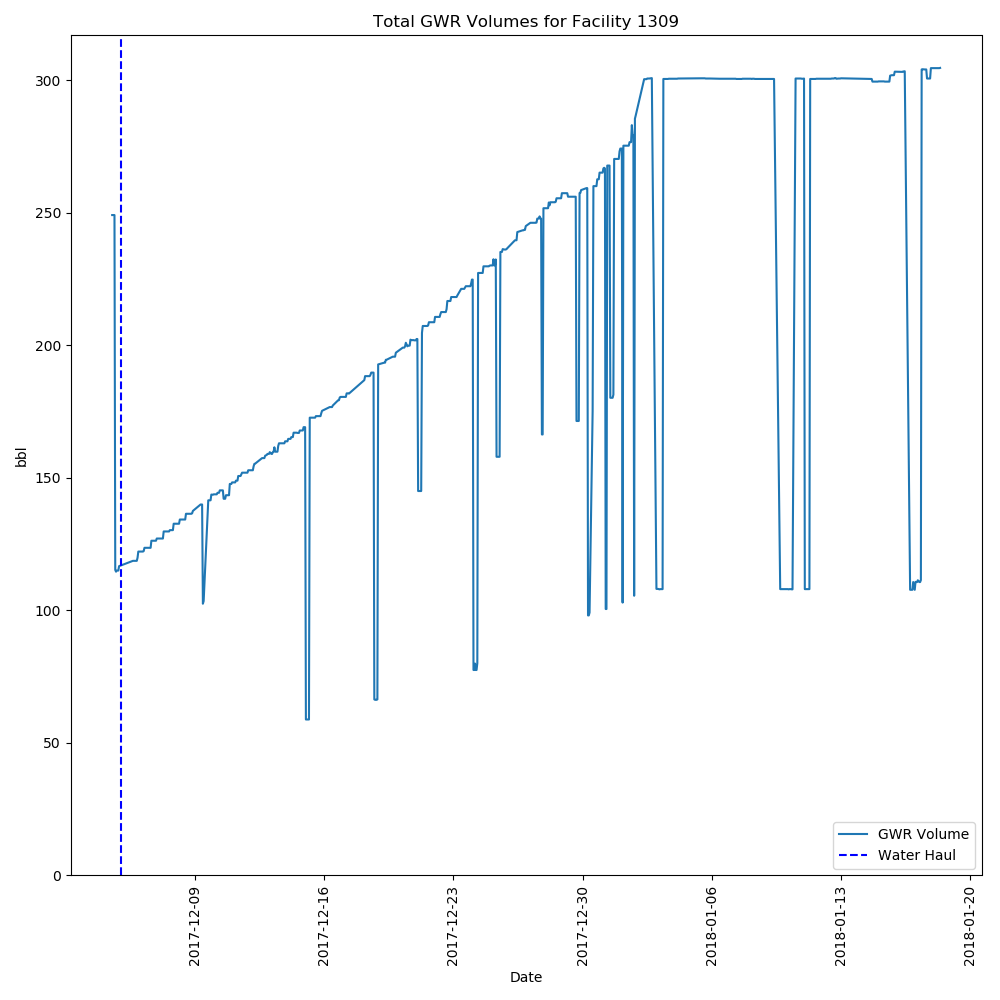 Total GWR Volumes for Facility 1309
300
250
200
150
100
50
0
bbl
GWR Volume
Water Haul
2017-12-09
2017-12-16
2017-12-23
2017-12-30
2018-01-06
2018-01-13
2018-01-20
Date